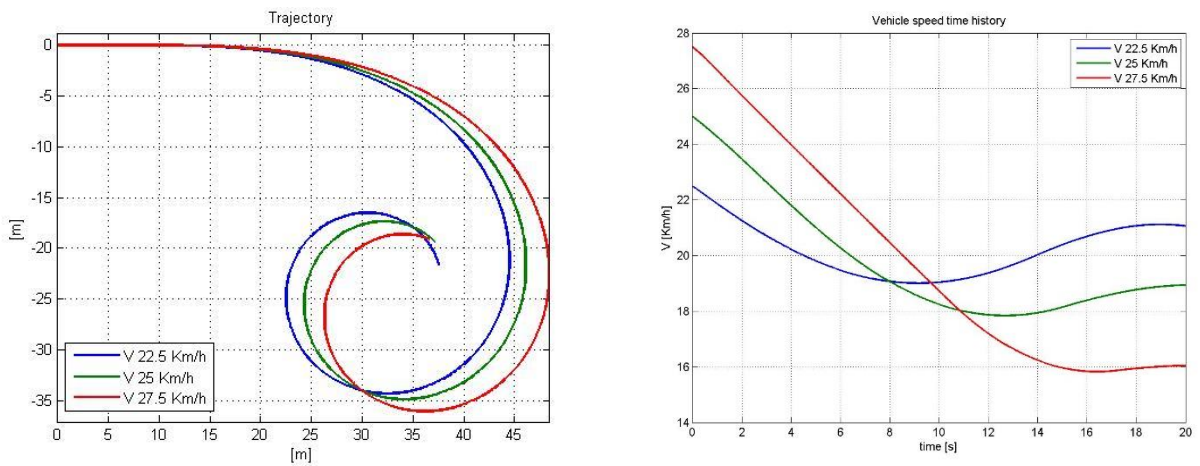 Trajectory
0
-5
-10
-15
-20
-25
-30
-35
[m]
V 22.5 Km/h
V 25 Km/h
V 27.5 Km/h
0 5 10 15 20 25 30 35 40 45
[m]
Vehicle speed time history
28
26
24
22
20
18
16
14
V [Km/h]
V 22.5 Km/h
V 25 Km/h
V 27.5 Km/h
0 2 4 6 8 10 12 14 16 18 20
time [s]